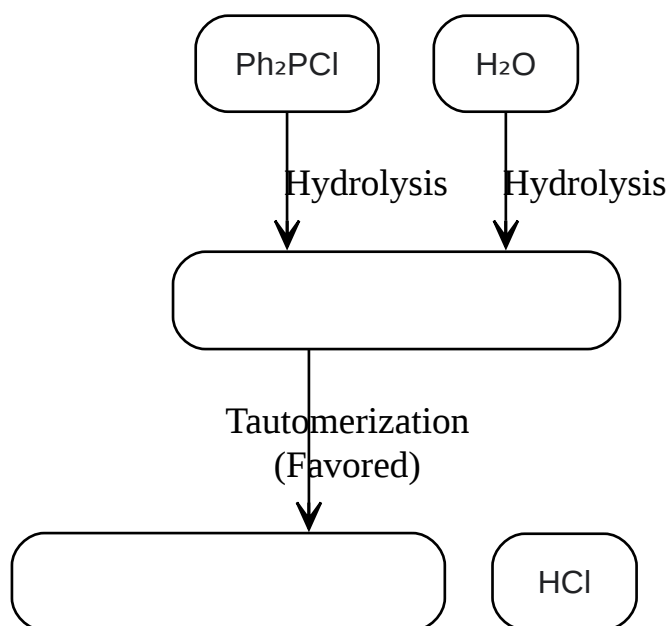 Ph₂PCl
H₂O
Hydrolysis
Hydrolysis
Tautomerization
(Favored)
HCl